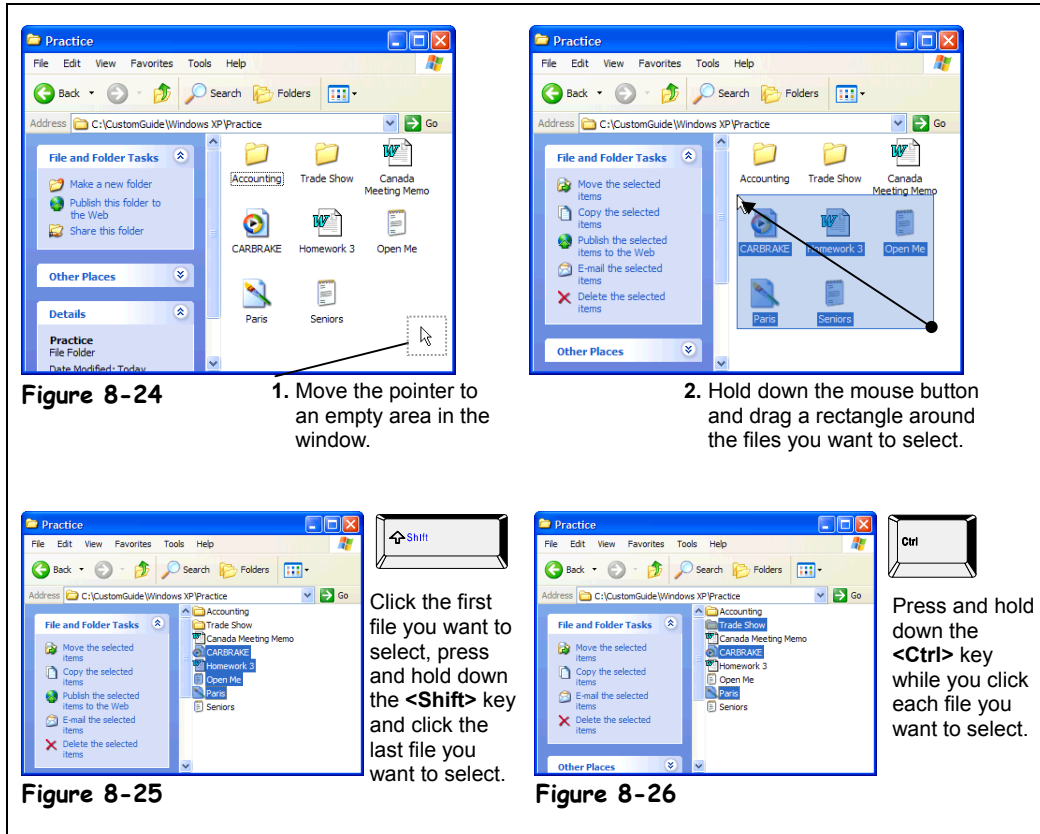 Practice
File Edit View Favorites Tools Help
Back Search Folders
Address C:\CustomGuide\Windows XP\Practice Go
File and Folder Tasks
Make a new folder
Publish this folder to
the Web
Share this folder
Other Places
Details
Practice
File Folder
Date Modified: Today
Accounting Trade Show Canada
Meeting Memo
CARBRAKE Homework 3 Open Me
Paris Seniors
Practice
File Edit View Favorites Tools Help
Back Search Folders
Address C:\CustomGuide\Windows XP\Practice Go
File and Folder Tasks
Move the selected
items
Copy the selected
items
Publish the selected
items to the Web
E-mail the selected
items
Delete the selected
items
Other Places
Accounting Trade Show Canada
Meeting Memo
CARBRAKE Homework 3 Open Me
Paris Seniors
Figure 8-24
1. Move the pointer to
an empty area in the
window.
2. Hold down the mouse button
and drag a rectangle around
the files you want to select.
Practice
File Edit View Favorites Tools Help
Back Search Folders
Address C:\CustomGuide\Windows XP\Practice Go
File and Folder Tasks
Move the selected
items
Copy the selected
items
Publish the selected
items to the Web
E-mail the selected
items
Delete the selected
items
Accounting
Trade Show
Canada Meeting Memo
CARBRAKE
Homework 3
Open Me
Paris
Seniors
Shift
Click the first
file you want to
select, press
and hold down
the <Shift> key
and click the
last file you
want to select.
Figure 8-25
Practice
File Edit View Favorites Tools Help
Back Search Folders
Address C:\CustomGuide\Windows XP\Practice Go
File and Folder Tasks
Move the selected
items
Copy the selected
items
Publish the selected
items to the Web
E-mail the selected
items
Delete the selected
items
Other Places
Accounting
Trade Show
Canada Meeting Memo
CARBRAKE
Homework 3
Open Me
Paris
Seniors
Ctrl
Press and hold
down the
<Ctrl> key
while you click
each file you
want to select.
Figure 8-26